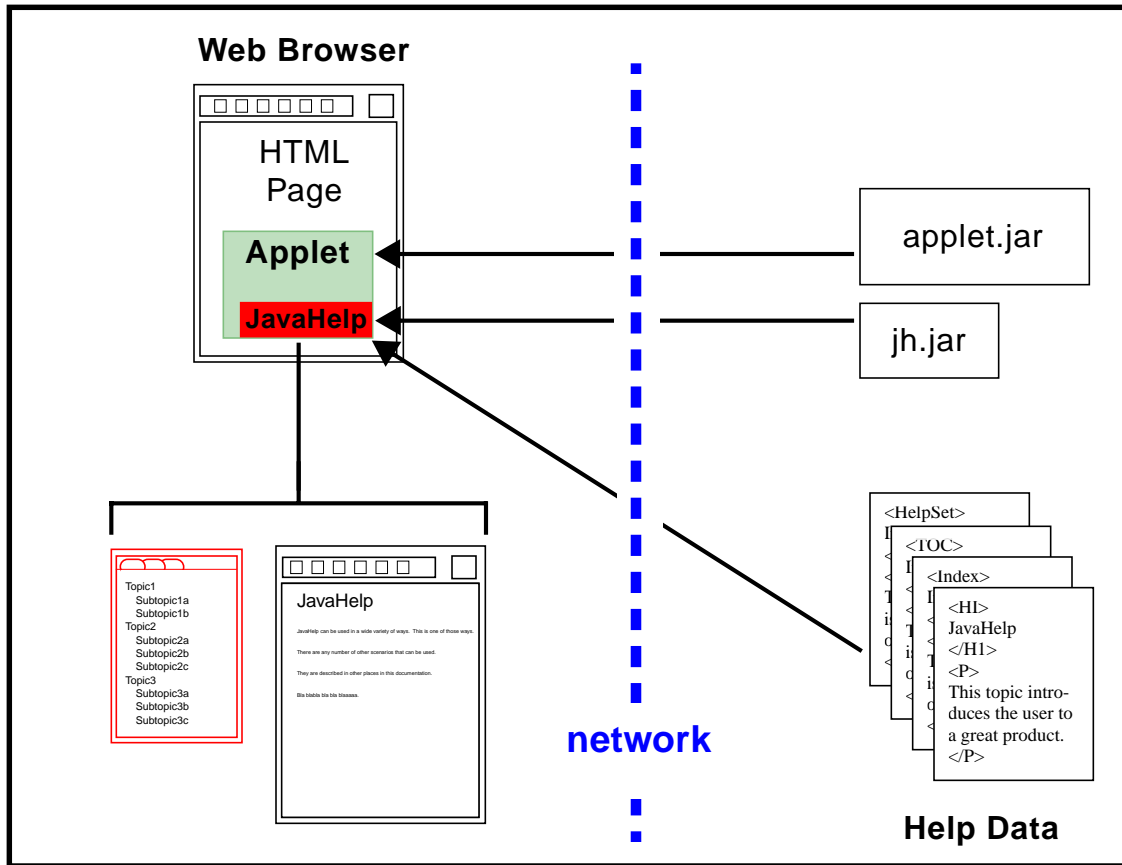 Web Browser
HTML
Page
Applet
JavaHelp
applet.jar
jh.jar
Topic1
Subtopic1a
Subtopic1b
Topic2
Subtopic2a
Subtopic2b
Subtopic2c
Topic3
Subtopic3a
Subtopic3b
Subtopic3c
JavaHelp
JavaHelp can be used in a wide variety of ways. This is one of those ways.
There are any number of other scenarios that can be used.
They are described in other places in this documentation.
Bla blabla bla bla blaaaaa.
network
<HelpSet>
<TOC>
<Index>
<HI>
JavaHelp
</H1>
<P>
This topic intro-
duces the user to
a great product.
</P>
Help Data